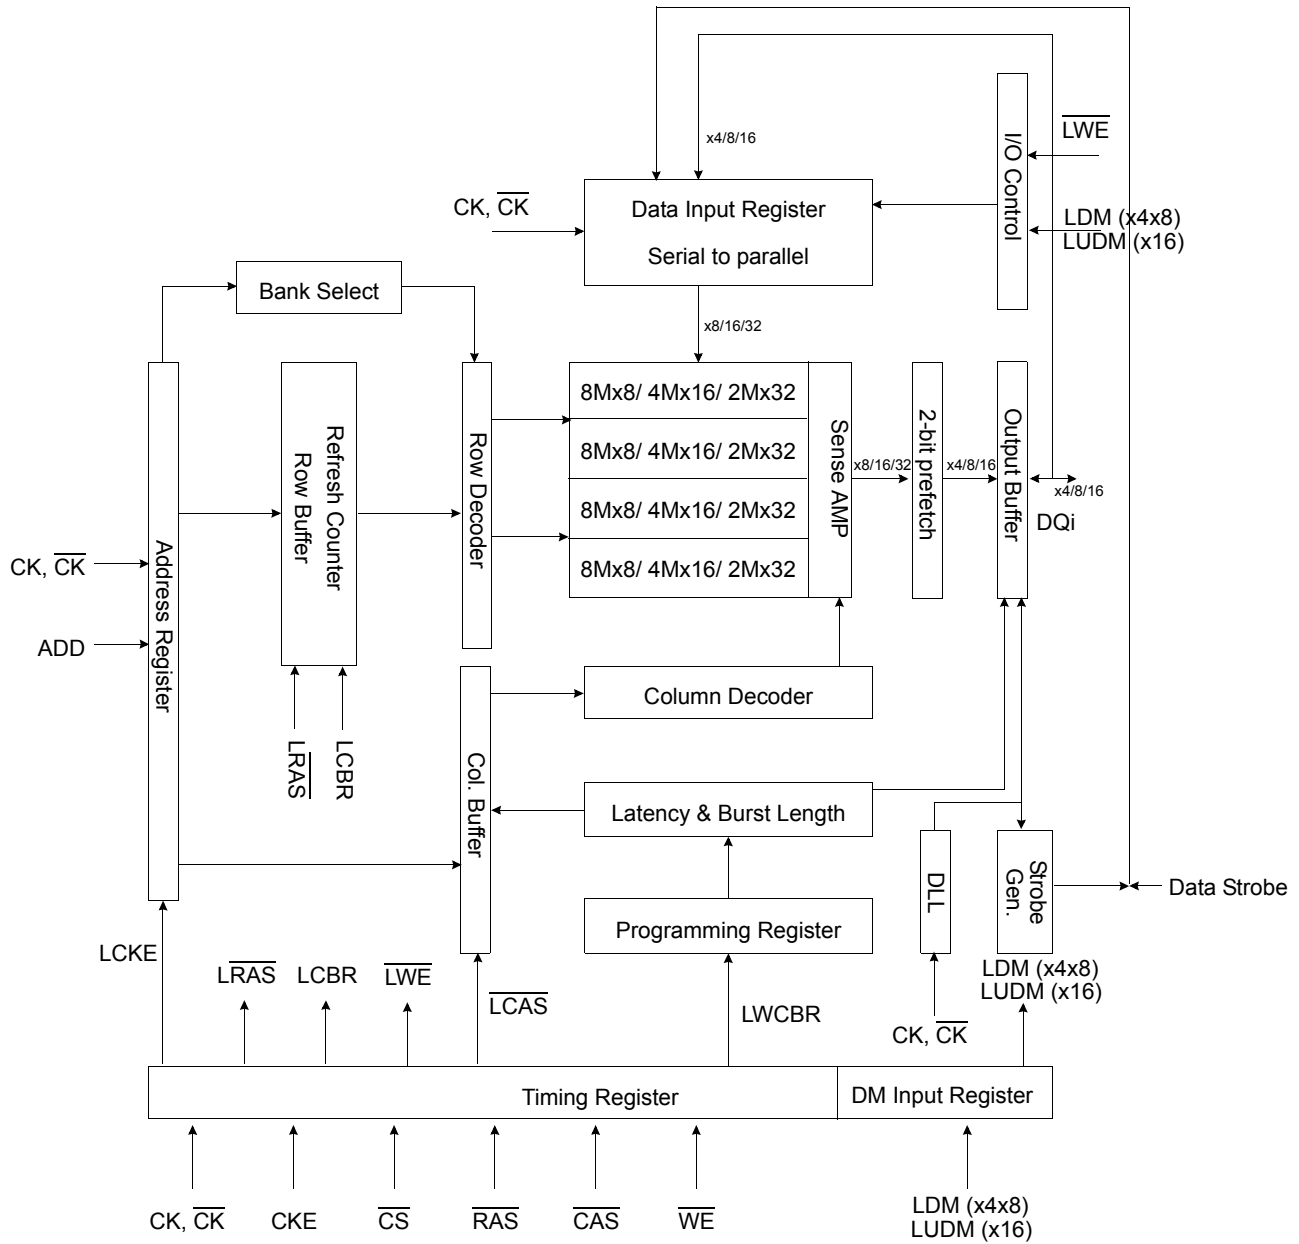 x4/8/16
LWE
I/O Control
CK, CK
Data Input Register
Serial to parallel
LDM (x4x8)
LUDM (x16)
Bank Select
x8/16/32
8Mx8/ 4Mx16/ 2Mx32
8Mx8/ 4Mx16/ 2Mx32
8Mx8/ 4Mx16/ 2Mx32
8Mx8/ 4Mx16/ 2Mx32
Refresh Counter
Row Buffer
Row Decoder
Sense AMP
x8/16/32
2-bit prefetch
x4/8/16
Output Buffer
x4/8/16
DQi
CK, CK
ADD
Address Register
Column Decoder
LRAS
LCBR
Col. Buffer
Latency & Burst Length
DLL
Strobe
Gen.
Data Strobe
Programming Register
LCKE
LRAS
LCBR
LWE
LCAS
LWCBR
CK, CK
LDM (x4x8)
LUDM (x16)
Timing Register
DM Input Register
CK, CK
CKE
CS
RAS
CAS
WE
LDM (x4x8)
LUDM (x16)